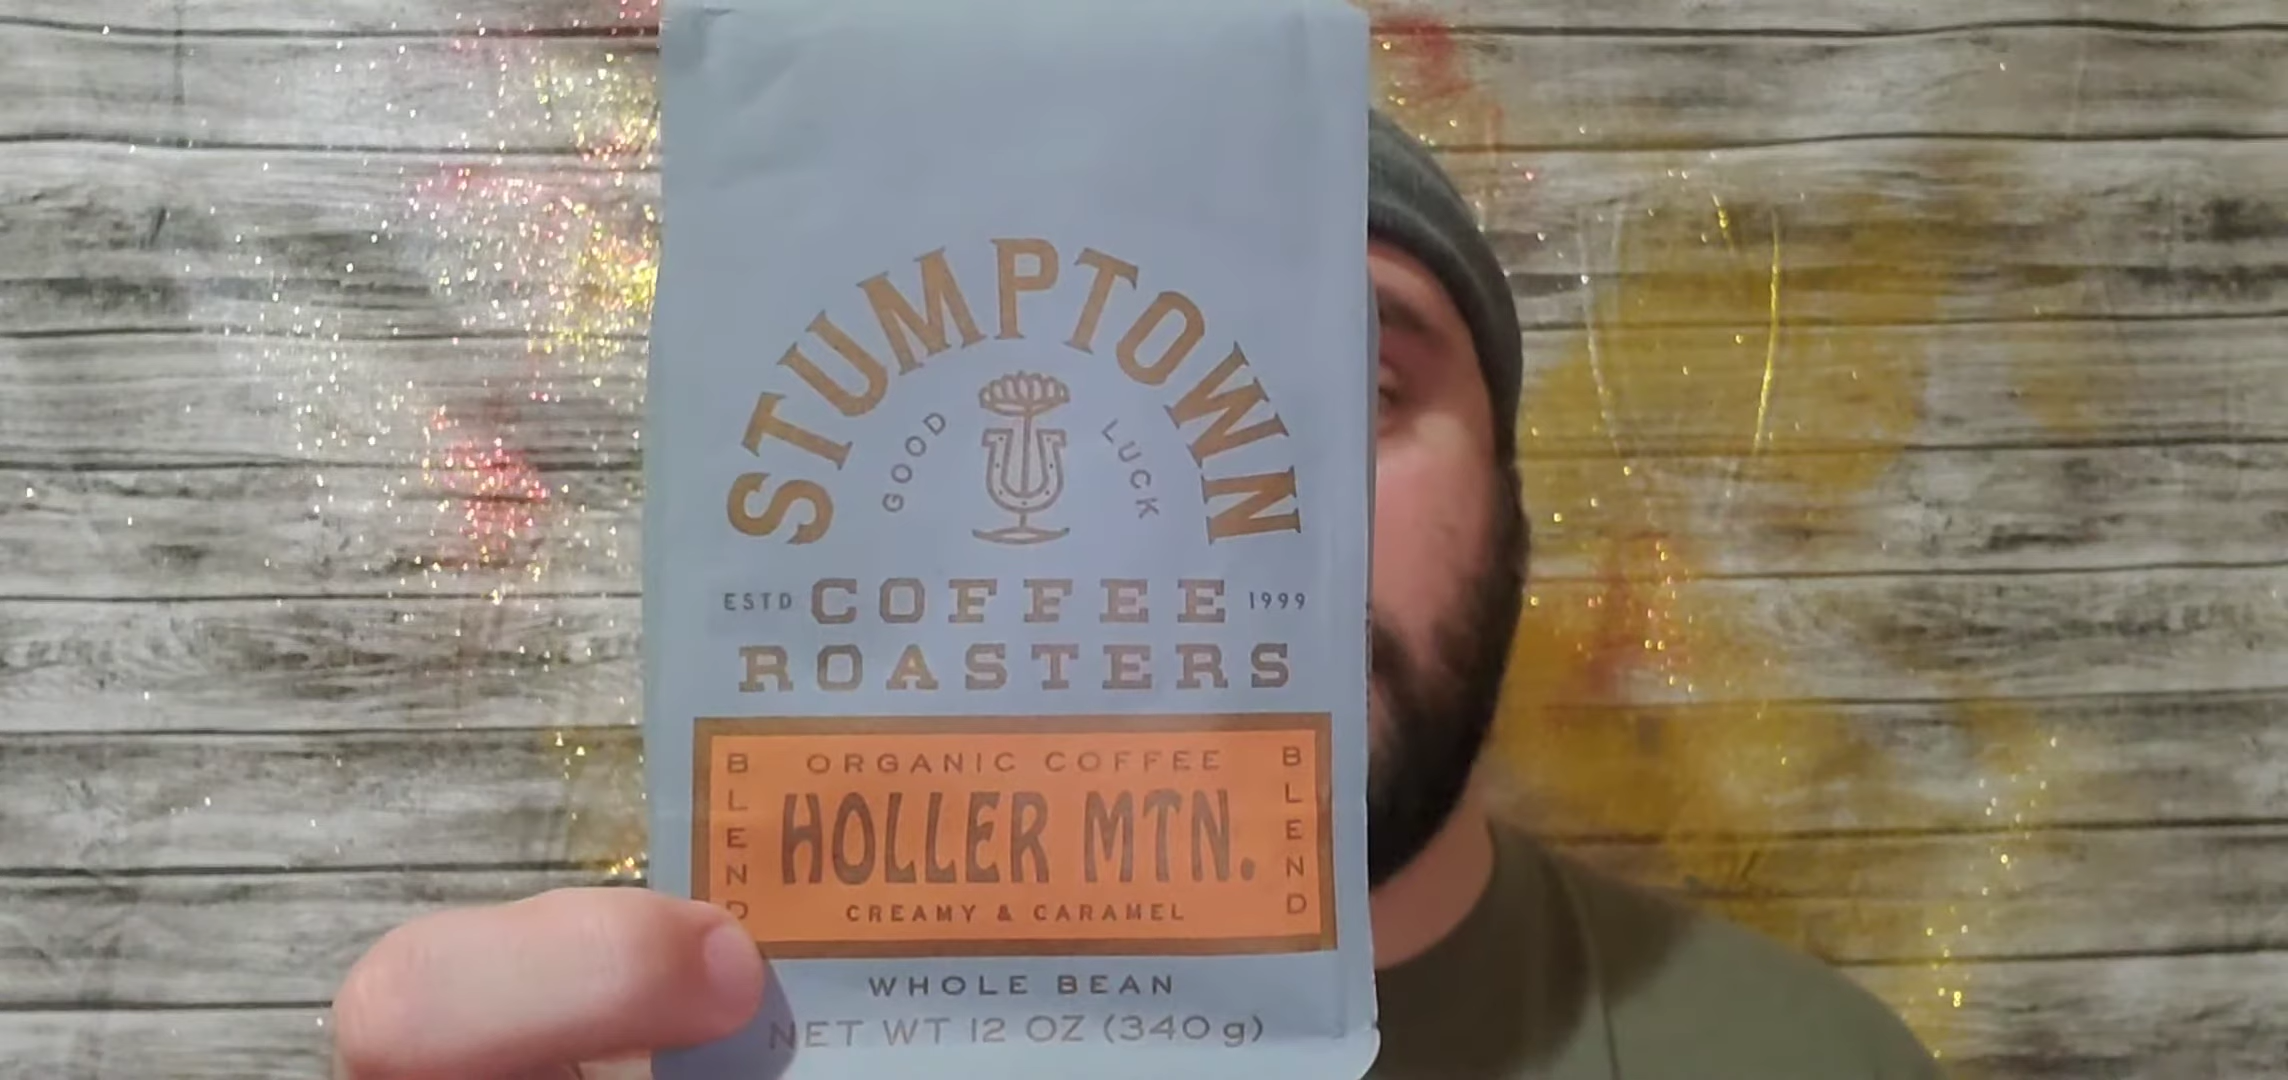 STUMPTOWN
GOOD LUCK
ESTD COFFEE 1999
ROASTERS
ORGANIC COFFEE
BLEND HOLLER MTN. BLEND
CREAMY & CARAMEL
WHOLE BEAN
NET WT 12 OZ (340g)